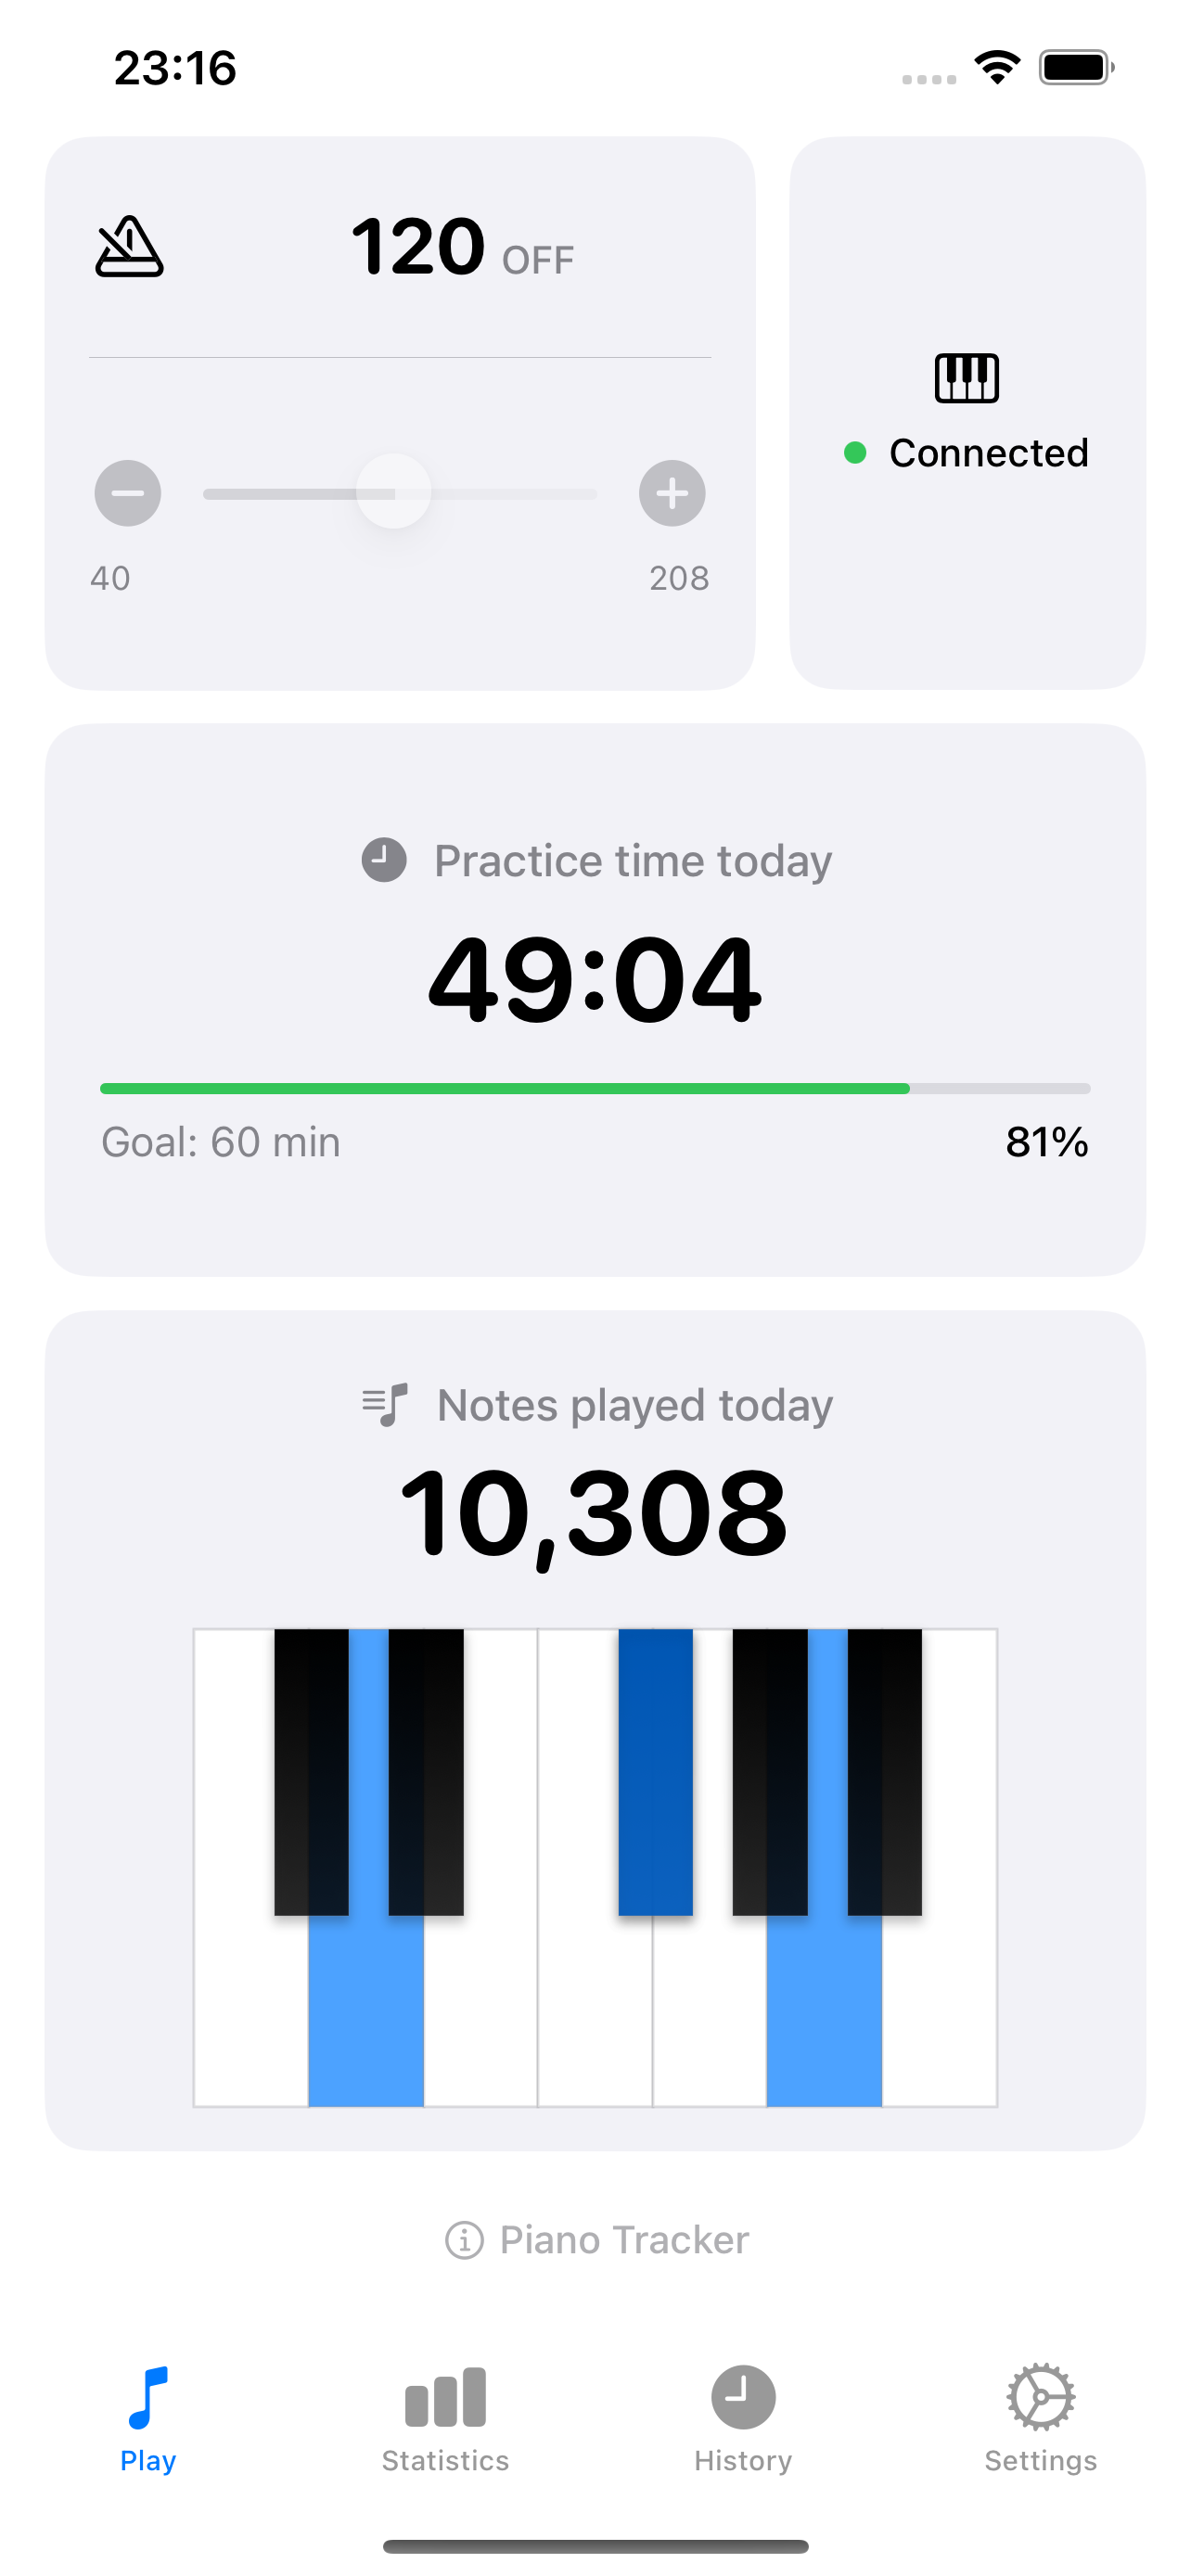 23:16
120 OFF
Connected
40
208
Practice time today
49:04
Goal: 60 min
81%
Notes played today
10,308
Piano Tracker
Play
Statistics
History
Settings